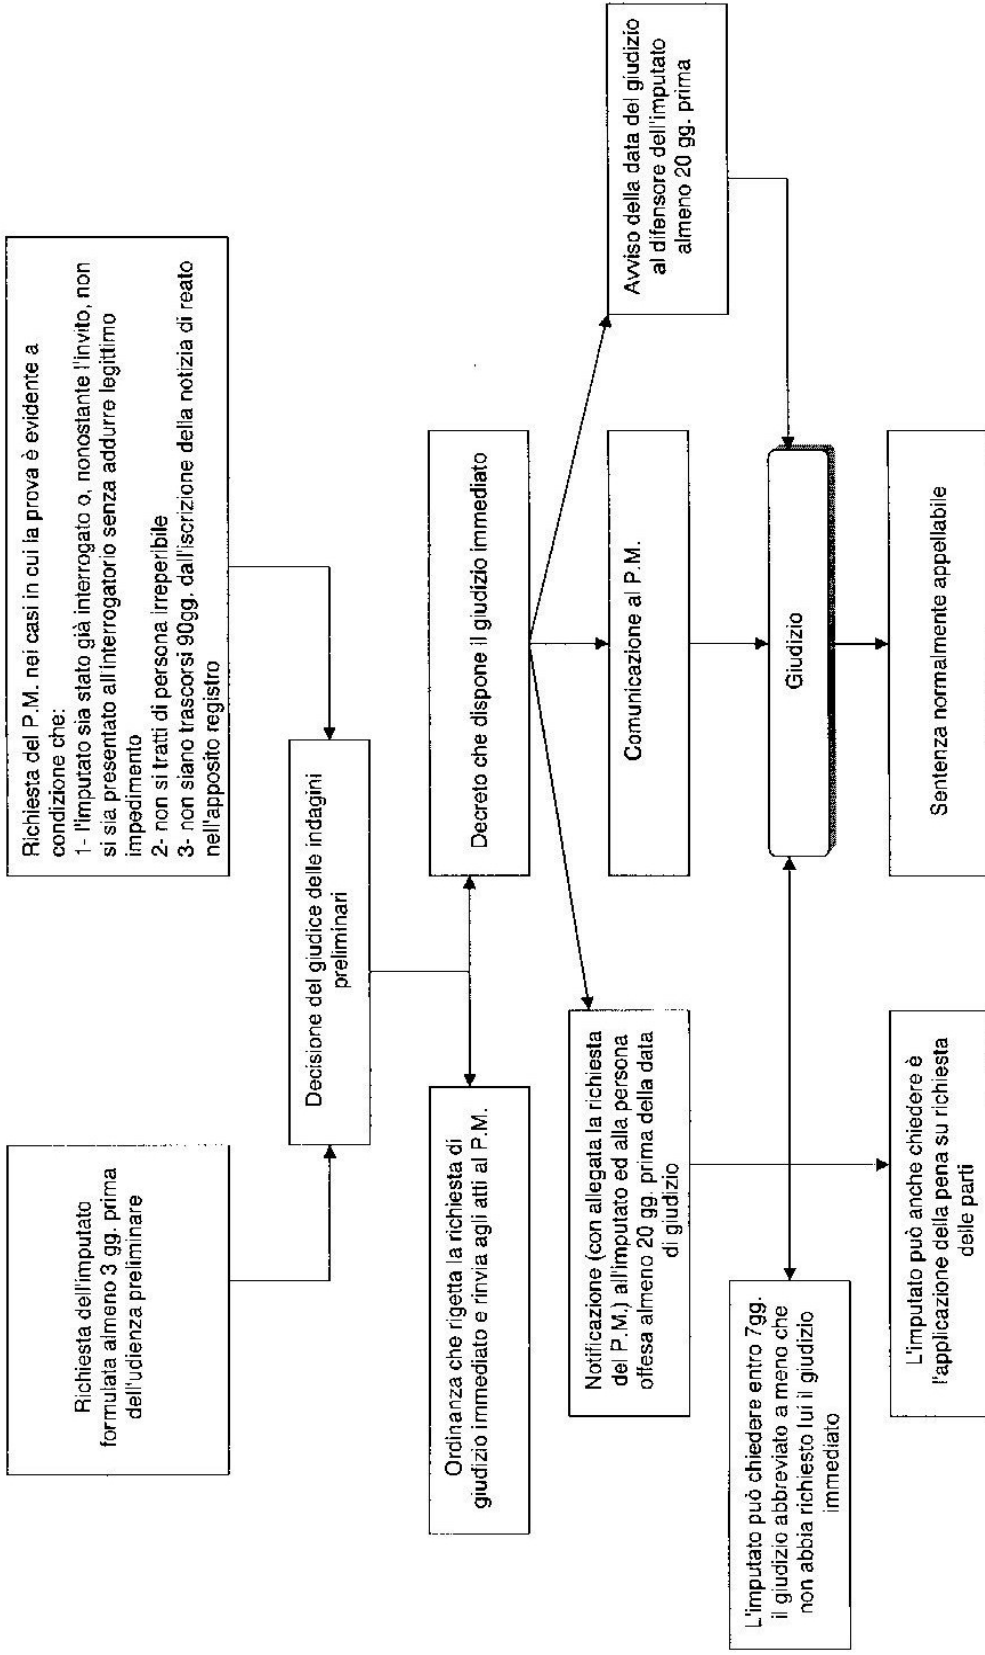 Richiesta dell'imputato
formulata almeno 3 gg. prima
dell'udienza preliminare
Richiesta del P.M. nei casi in cui la prova è evidente a
condizione che:
1- l'imputato sia stato già interrogato o, nonostante l'invito, non
si sia presentato all'interrogatorio senza addurre legittimo
impedimento
2- non si tratti di persona irreperibile
3- non siano trascorsi 90gg. dall'iscrizione della notizia di reato
nell'apposito registro
Decisione del giudice delle indagini
preliminari
Ordinanza che rigetta la richiesta di
giudizio immediato e rinvia agli atti al P.M.
Decreto che dispone il giudizio immediato
Notificazione (con allegata la richiesta
del P.M.) all'imputato ed alla persona
offesa almeno 20 gg. prima della data
di giudizio
Comunicazione al P.M.
Avviso della data del giudizio
al difensore dell'imputato
almeno 20 gg. prima
L'imputato può chiedere entro 7gg.
il giudizio abbreviato a meno che
non abbia richiesto lui il giudizio
immediato
Giudizio
L'imputato può anche chiedere è
l'applicazione della pena su richiesta
delle parti
Sentenza normalmente appellabile